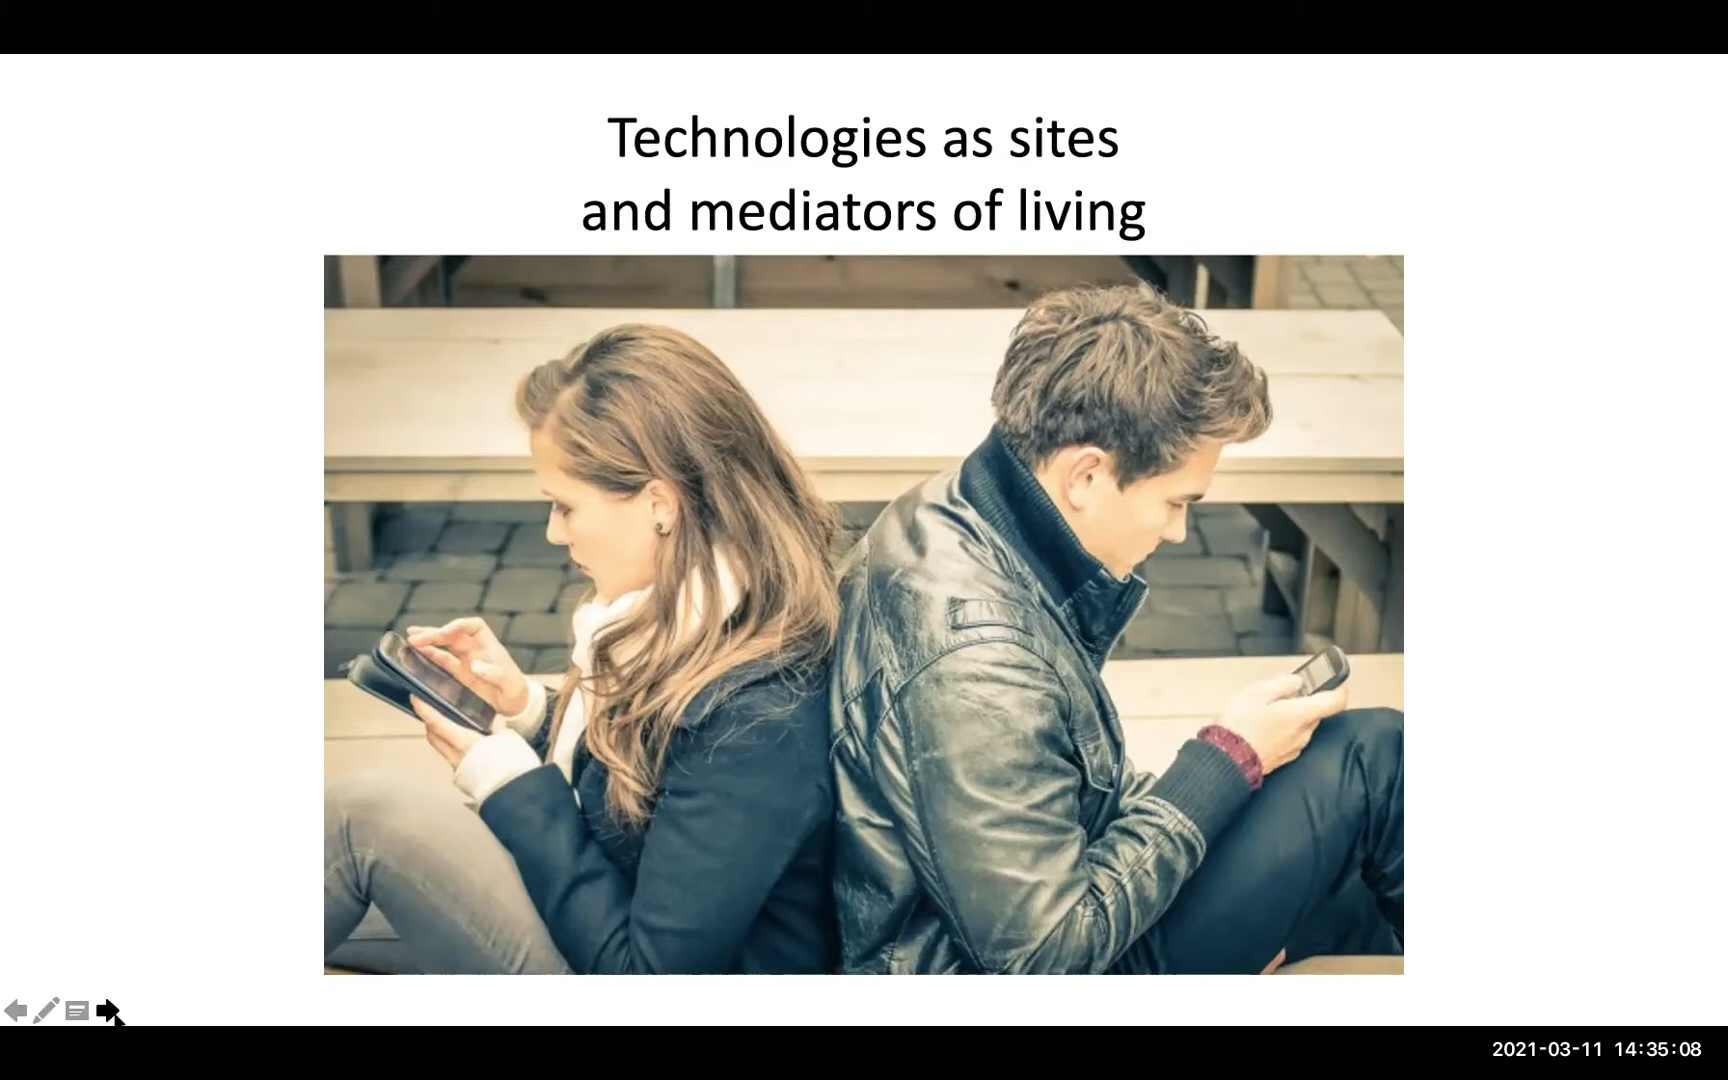 Technologies as sites
and mediators of living
2021-03-11 14:35:08